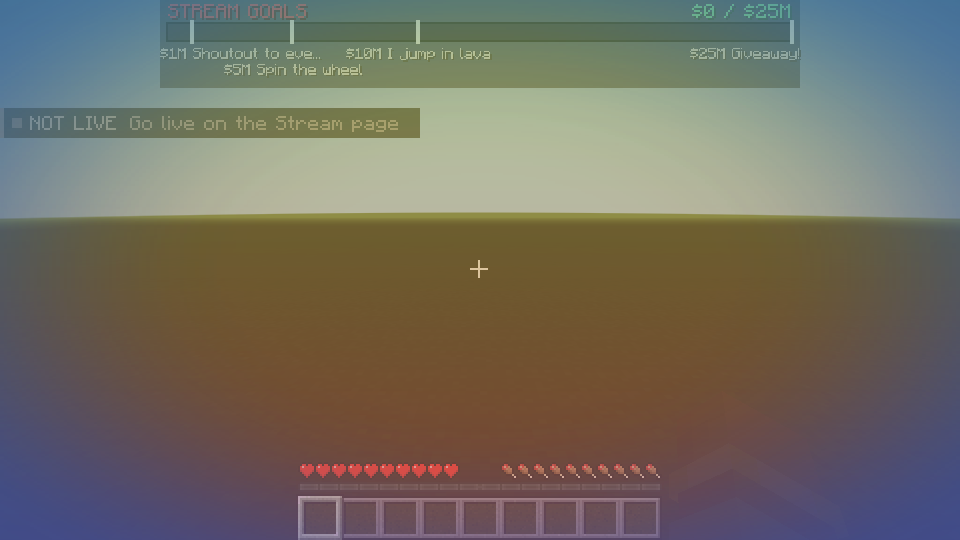 STREAM GOALS
$0 / $25M
$1M Shoutout to eve...
$10M I jump in lava
$25M Giveaway!
$5M Spin the wheel
NOT LIVE Go live on the Stream page